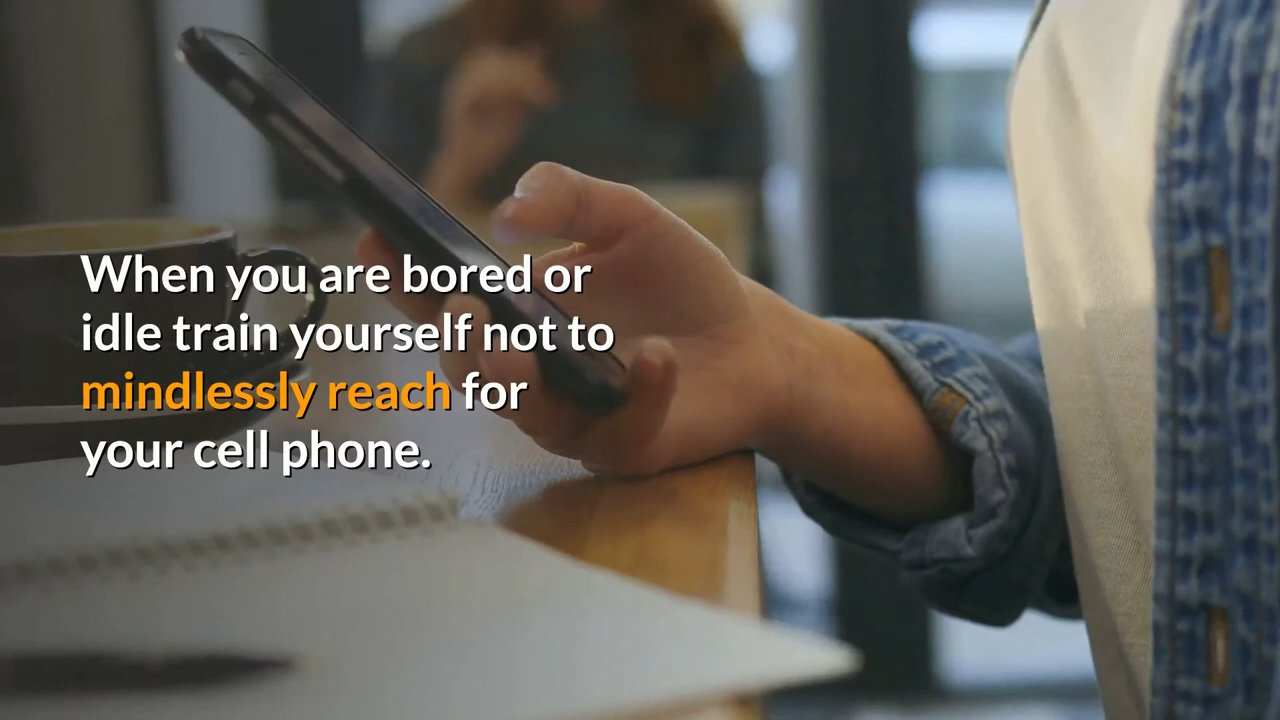 When you are bored or
idle train yourself not to
mindlessly reach for
your cell phone.